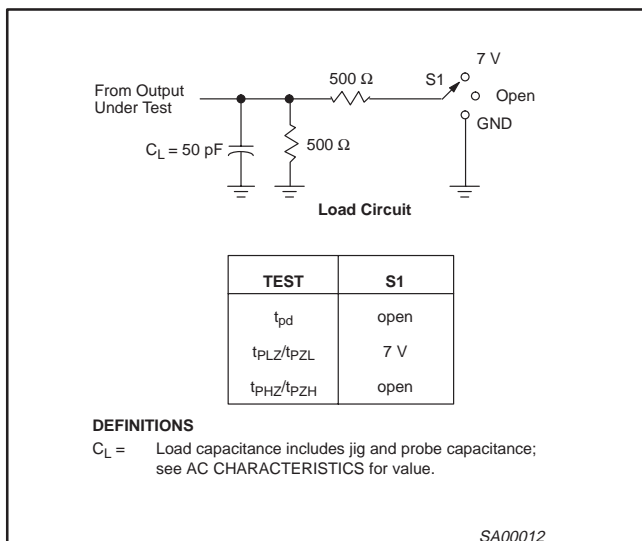 7 V
500 Ω
S1
From Output
Under Test
Open
GND
C_L = 50 pF
500 Ω
Load Circuit
TEST S1
t_pd open
t_PLZ/t_PZL 7 V
t_PHZ/t_PZH open
DEFINITIONS
C_L = Load capacitance includes jig and probe capacitance;
see AC CHARACTERISTICS for value.
SA00012